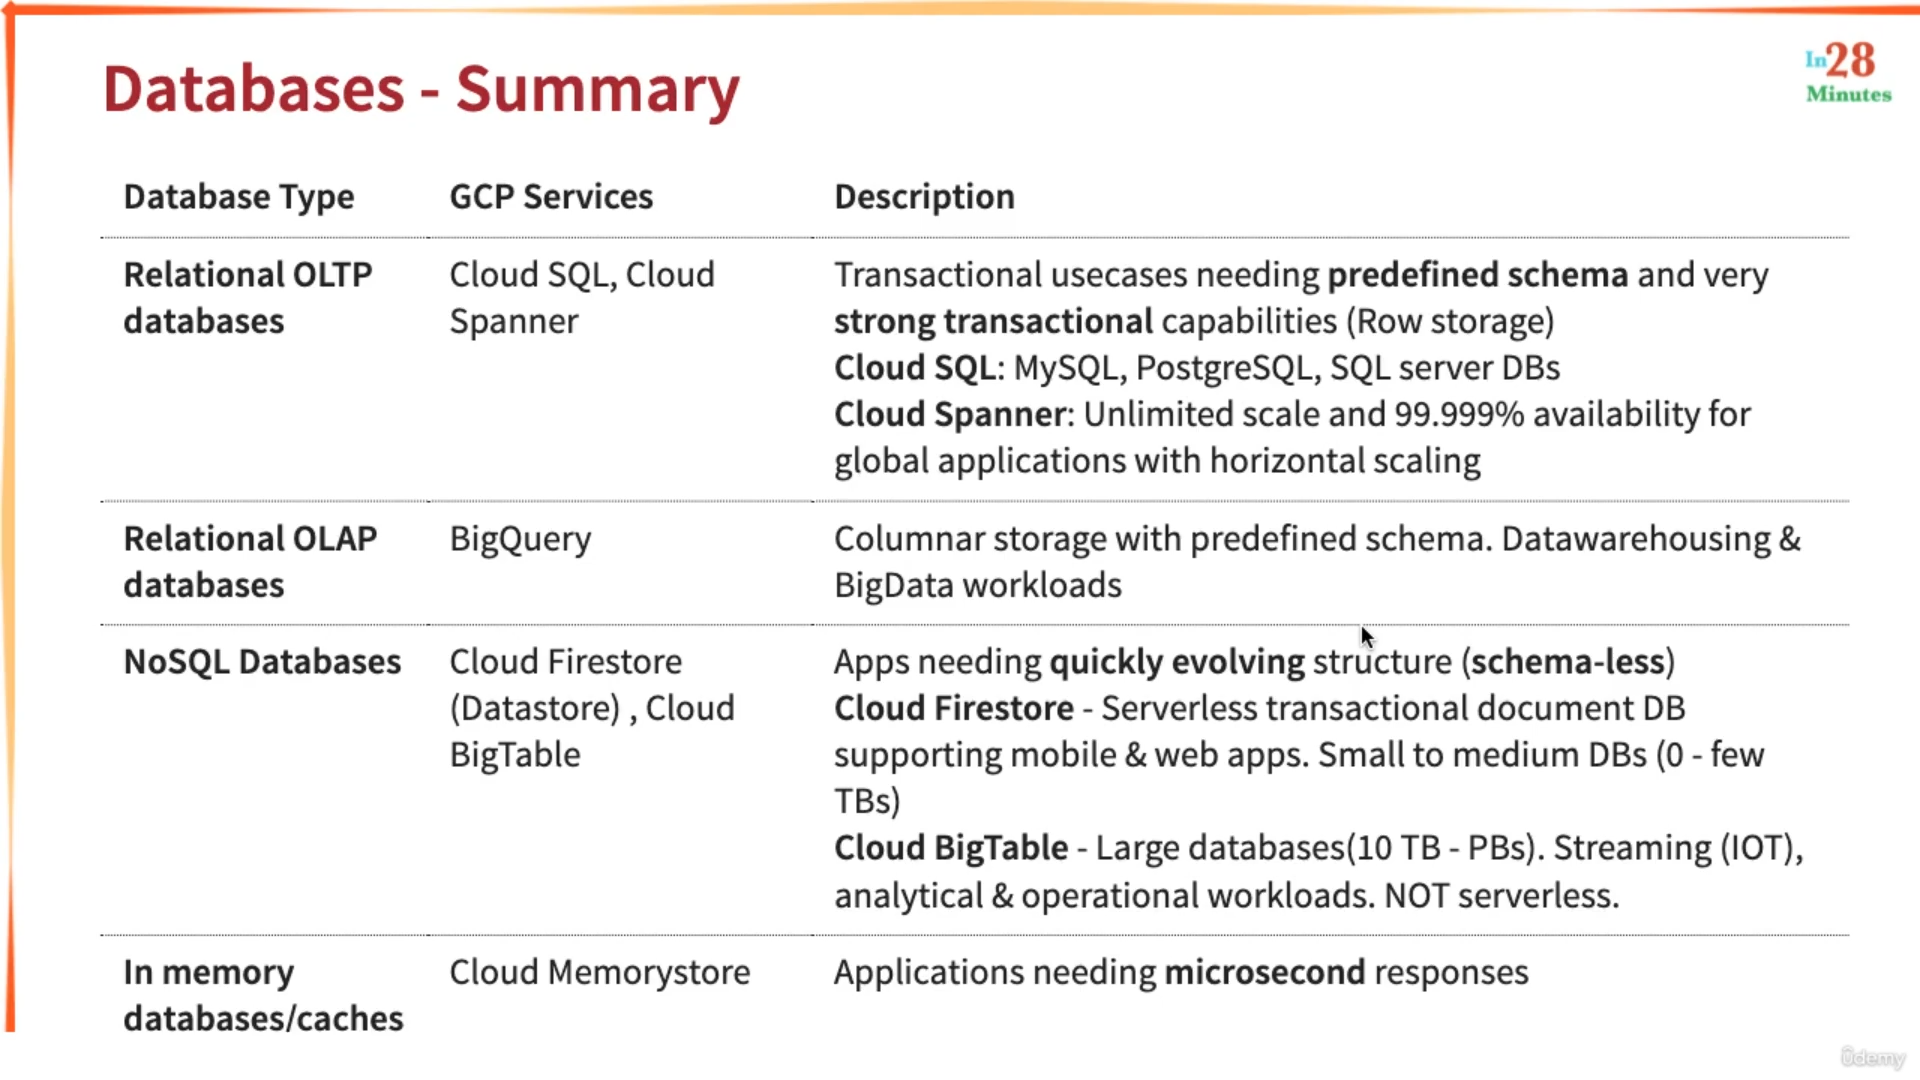 Databases - Summary
In28
Minutes
Database Type
GCP Services
Description
Relational OLTP
databases
Cloud SQL, Cloud
Spanner
Transactional usecases needing predefined schema and very
strong transactional capabilities (Row storage)
Cloud SQL: MySQL, PostgreSQL, SQL server DBs
Cloud Spanner: Unlimited scale and 99.999% availability for
global applications with horizontal scaling
Relational OLAP
databases
BigQuery
Columnar storage with predefined schema. Datawarehousing &
BigData workloads
NoSQL Databases
Cloud Firestore
(Datastore) , Cloud
BigTable
Apps needing quickly evolving structure (schema-less)
Cloud Firestore - Serverless transactional document DB
supporting mobile & web apps. Small to medium DBs (0 - few
TBs)
Cloud BigTable - Large databases(10 TB - PBs). Streaming (IOT),
analytical & operational workloads. NOT serverless.
In memory
databases/caches
Cloud Memorystore
Applications needing microsecond responses
ûdemy